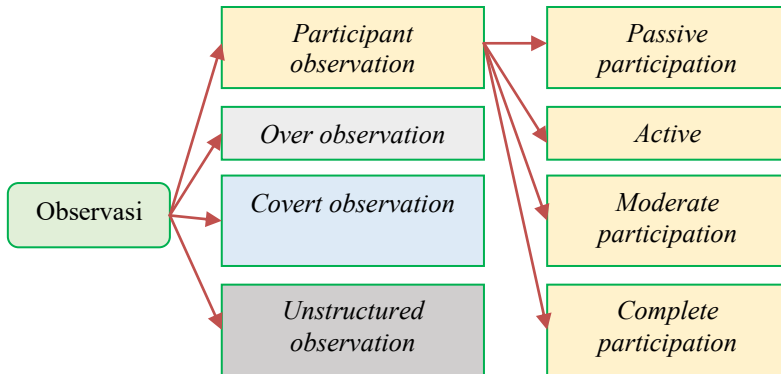 Participant
observation
Passive
participation
Over observation
Active
Observasi
Covert observation
Moderate
participation
Unstructured
observation
Complete
participation